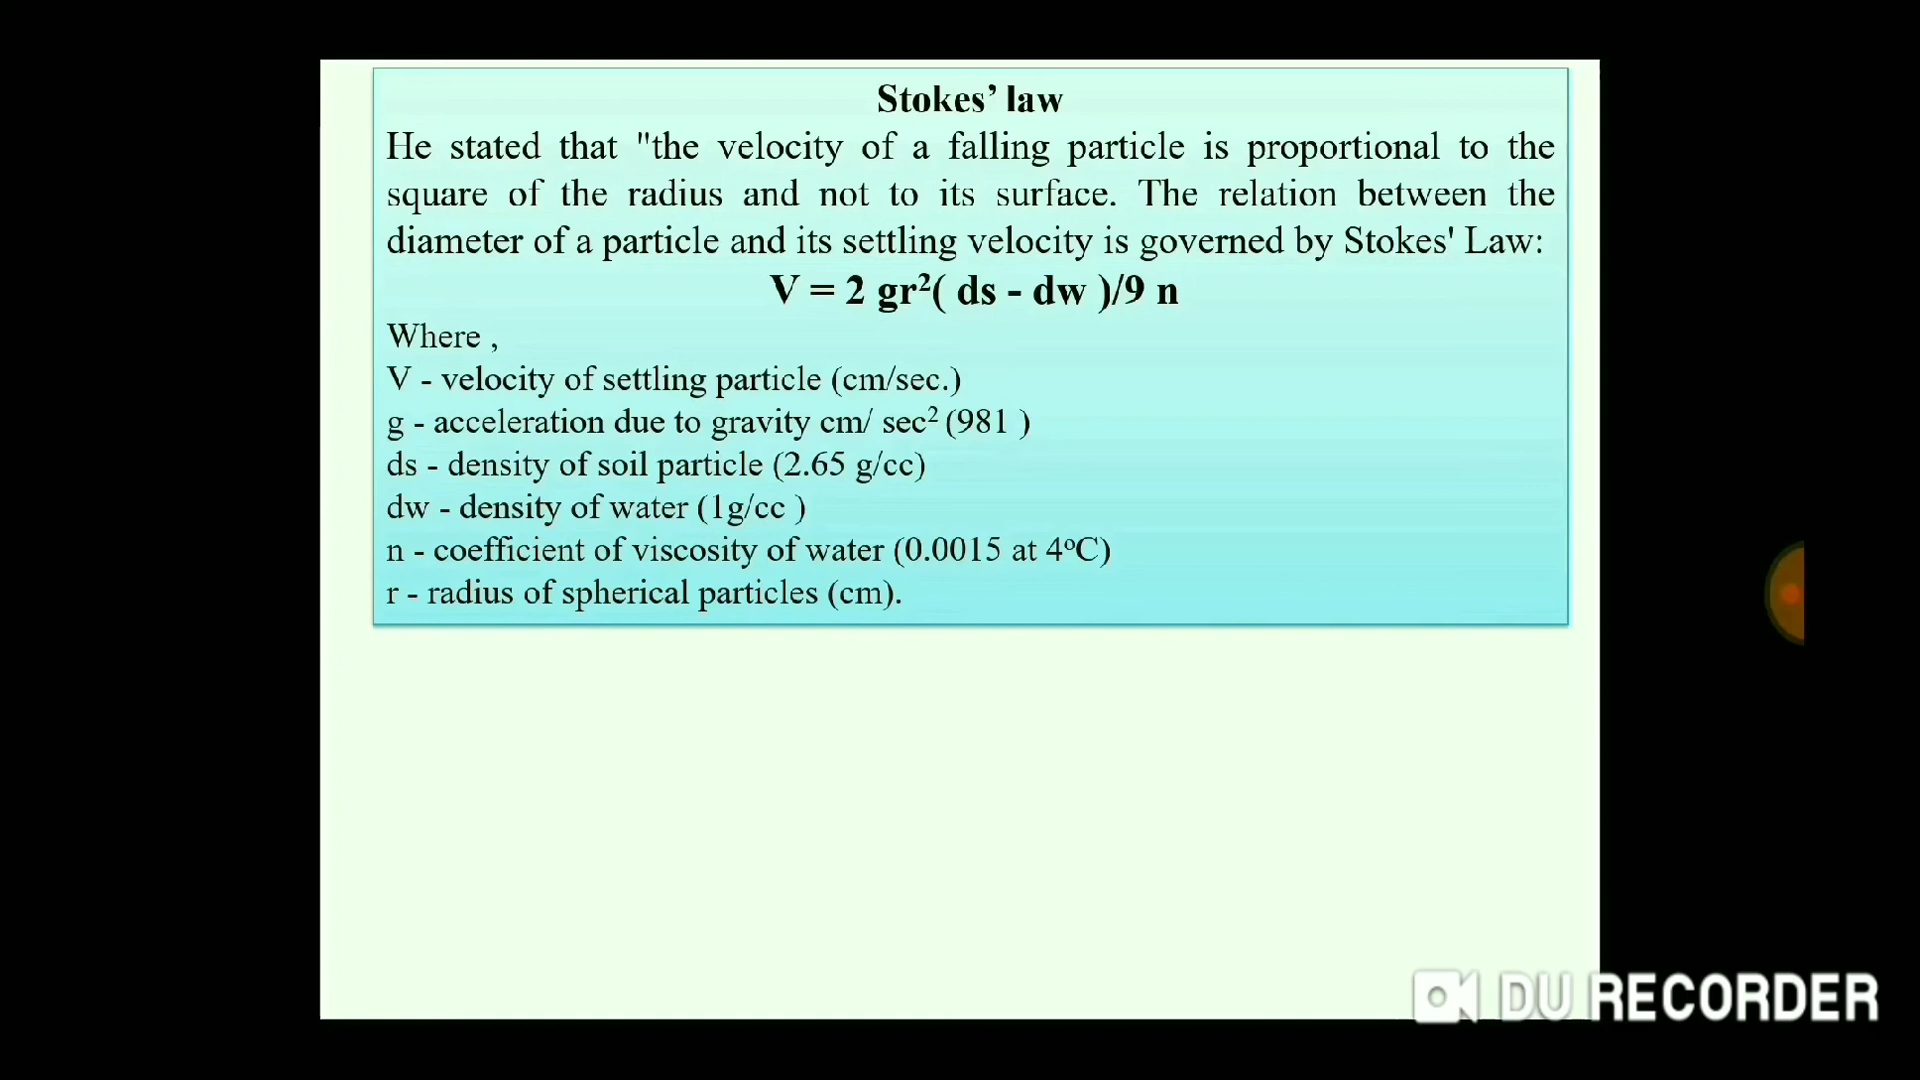 Stokes’ law
He stated that "the velocity of a falling particle is proportional to the
square of the radius and not to its surface. The relation between the
diameter of a particle and its settling velocity is governed by Stokes' Law:
V = 2 gr²( ds - dw )/9 n
Where ,
V - velocity of settling particle (cm/sec.)
g - acceleration due to gravity cm/ sec² (981 )
ds - density of soil particle (2.65 g/cc)
dw - density of water (1g/cc )
n - coefficient of viscosity of water (0.0015 at 4ºC)
r - radius of spherical particles (cm).
DU RECORDER